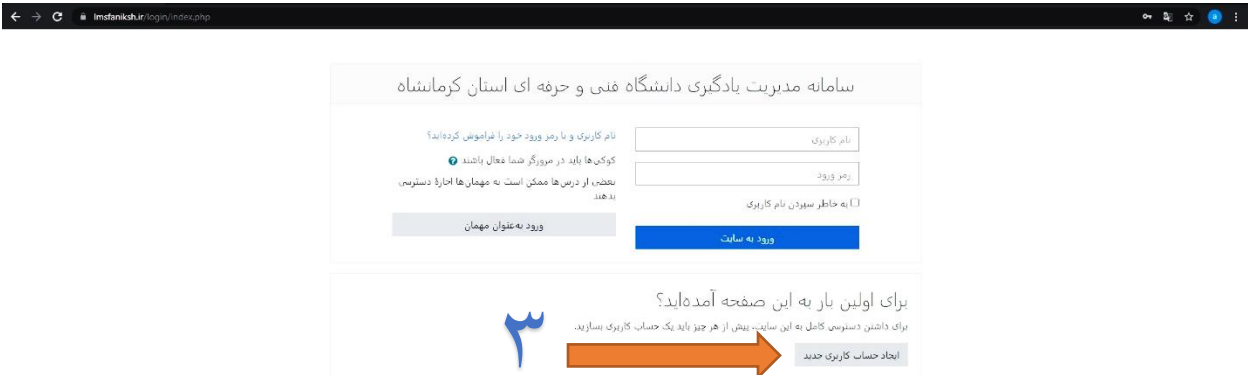 lmsfaniksh.ir/login/index.php
a
سامانه مدیریت یادگیری دانشگاه فنی و حرفه ای استان کرمانشاه
نام کاربری
رمز ورود
به خاطر سپردن نام کاربری
ورود به سایت
نام کاربری و یا رمز ورود خود را فراموش کرده‌اید؟
کوکی‌ها باید در مرورگر شما فعال باشند
بعضی از درس‌ها ممکن است به مهمان‌ها اجازهٔ دسترسی
بدهند
ورود به‌عنوان مهمان
برای اولین بار به این صفحه آمده‌اید؟
برای داشتن دسترسی کامل به این سایت، پیش از هر چیز باید یک حساب کاربری بسازید.
ایجاد حساب کاربری جدید
۳